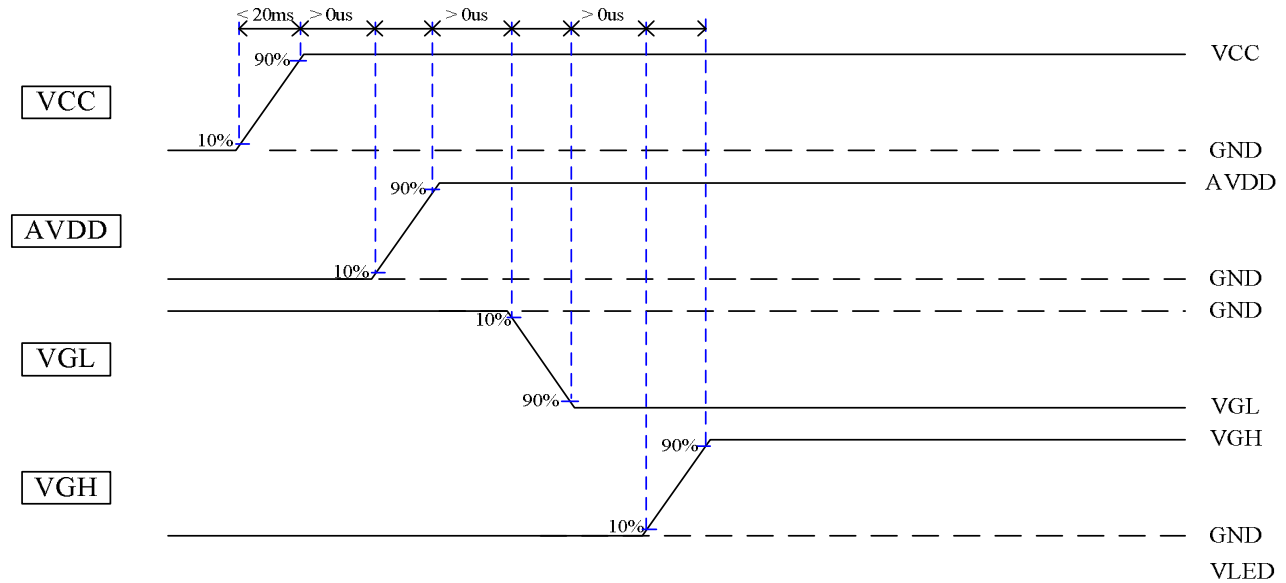 < 20ms > 0us > 0us > 0us
90%
VCC
VCC
10%
GND
90%
AVDD
AVDD
10%
GND
GND
10%
VGL
90%
VGL
VGH
90%
VGH
10%
GND
VLED